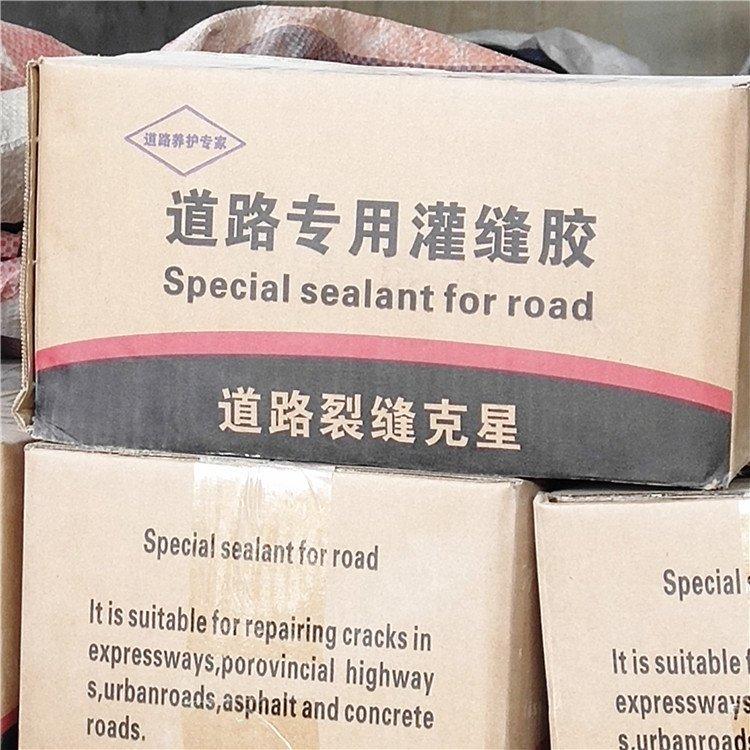 道路养护专家
道路专用灌缝胶
Special sealant for road
道路裂缝克星
Special sealant for road
It is suitable for repairing cracks in
expressways,porovincial highway
s,urbanroads,asphalt and concrete
roads.
Special
It is suitable
expressways
s,urbanroads